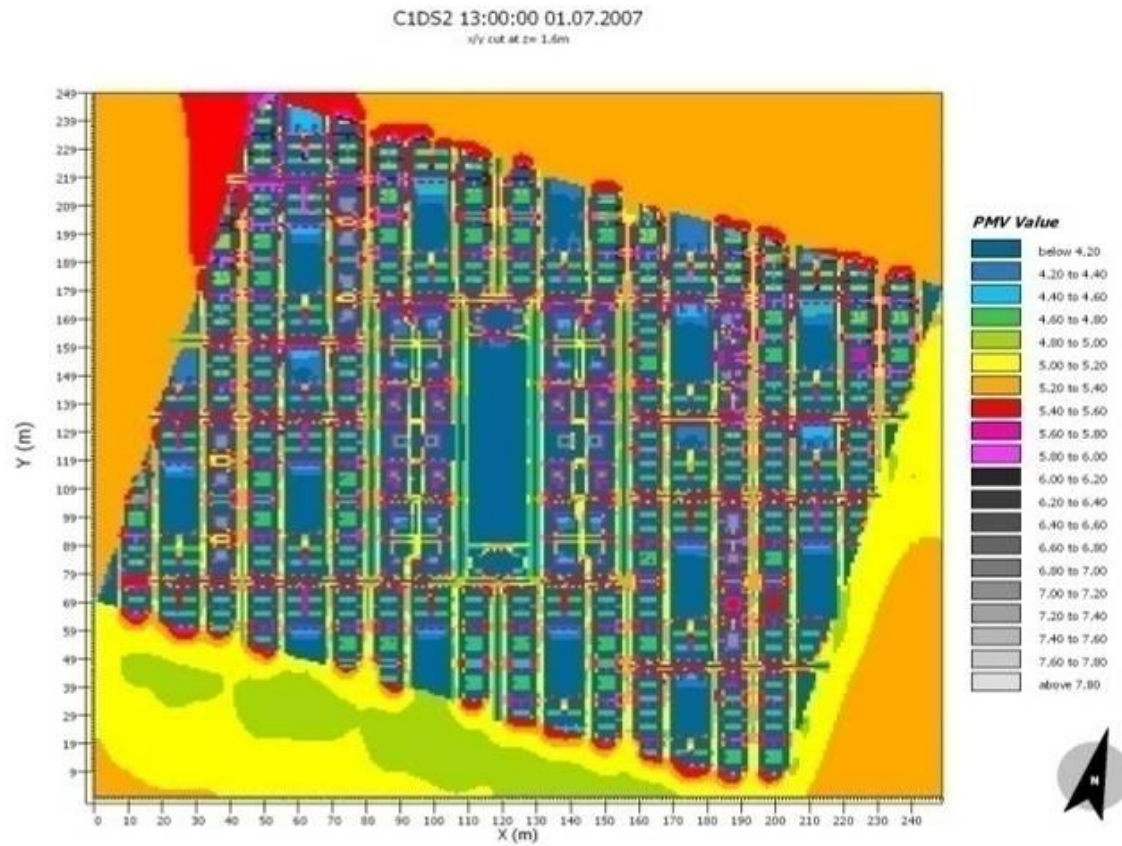 C1DS2 13:00:00 01.07.2007
x/y cut at z= 1.6m
249
239
229
219
209
199
189
179
169
159
149
139
129
119
109
99
89
79
69
59
49
39
29
19
9
Y (m)
0 10 20 30 40 50 60 70 80 90 100 110 120 130 140 150 160 170 180 190 200 210 220 230 240
X (m)
PMV Value
below 4.20
4.20 to 4.40
4.40 to 4.60
4.60 to 4.80
4.80 to 5.00
5.00 to 5.20
5.20 to 5.40
5.40 to 5.60
5.60 to 5.80
5.80 to 6.00
6.00 to 6.20
6.20 to 6.40
6.40 to 6.60
6.60 to 6.80
6.80 to 7.00
7.00 to 7.20
7.20 to 7.40
7.40 to 7.60
7.60 to 7.80
above 7.80
N